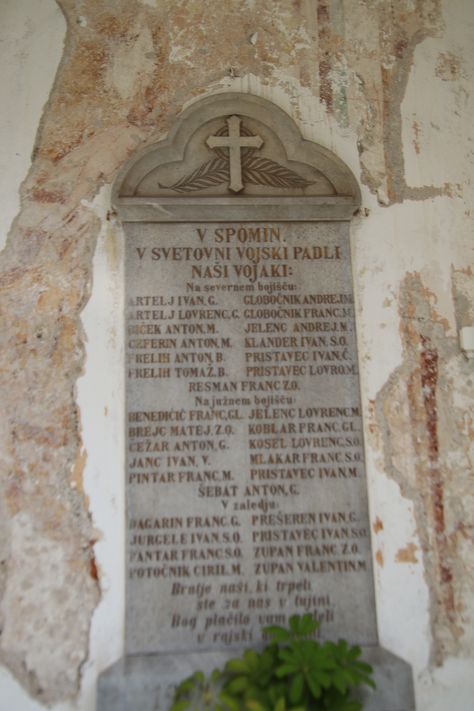 V SPOMIN.
V SVETOVNI VOJSKI PADLI
NAŠI VOJAKI:
Na severnem bojišču:
ARTELJ IVAN, G. GLOBOČNIK ANDREJ, M.
ARTELJ LOVRENC, G. GLOBOČNIK FRANC, M.
BIČEK ANTON, M. JELENC ANDREJ, M.
CEFERIN ANTON, M. KLANDER IVAN, S.
FRELIH ANTON, B. PRISTAVEC IVAN, Č.
FRELIH TOMAŽ, B. PRISTAVEC LOVRO, M.
RESMAN FRANC, Z.O.
Na južnem bojišču:
BENEDIČIČ FRANC, GL. JELENC LOVRENC, M.
BREJC MATEJ, Z.O. KOBLAR FRANC, GL.
CEZAR ANTON, G. KOSEL LOVRENC, S.O.
JANC IVAN, V. MLAKAR FRANC, S.O.
PINTAR FRANC, M. PRISTAVEC IVAN, M.
ŠEBAT ANTON, G.
V zaledju:
DAGARIN FRANC, G. PREŠEREN IVAN, G.
JURGELE IVAN, S.O. PRISTAVEC IVAN, S.O.
PANTAR FRANC, S.O. ZUPAN FRANC, Z.O.
POTOČNIK CIRIL, M. ZUPAN VALENTIN, M.
Bratje naši, ki trpeli
ste za nas v tujini,
Bog plačilo vam
v rajski